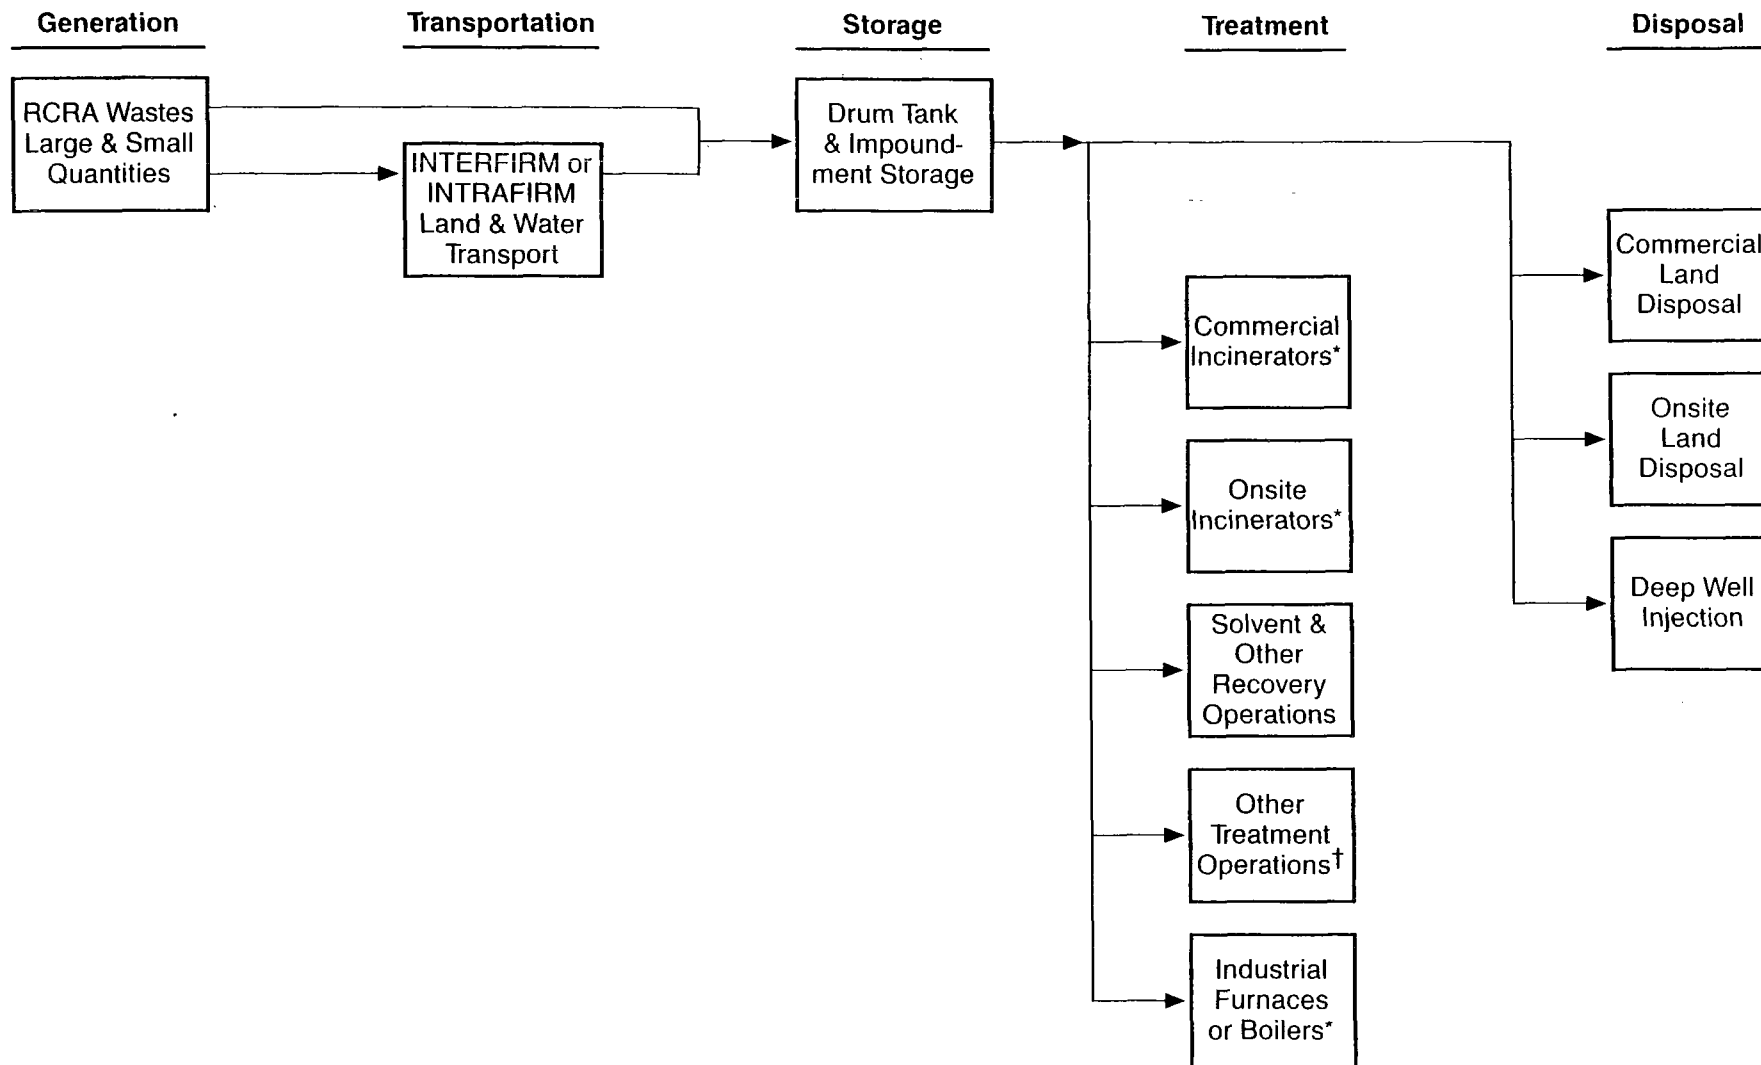 Generation
Transportation
Storage
Treatment
Disposal
RCRA Wastes
Large & Small
Quantities
INTERFIRM or
INTRAFIRM
Land & Water
Transport
Drum Tank
& Impound-
ment Storage
Commercial
Incinerators*
Onsite
Incinerators*
Solvent &
Other
Recovery
Operations
Other
Treatment
Operations†
Industrial
Furnaces
or Boilers*
Commercial
Land
Disposal
Onsite
Land
Disposal
Deep Well
Injection